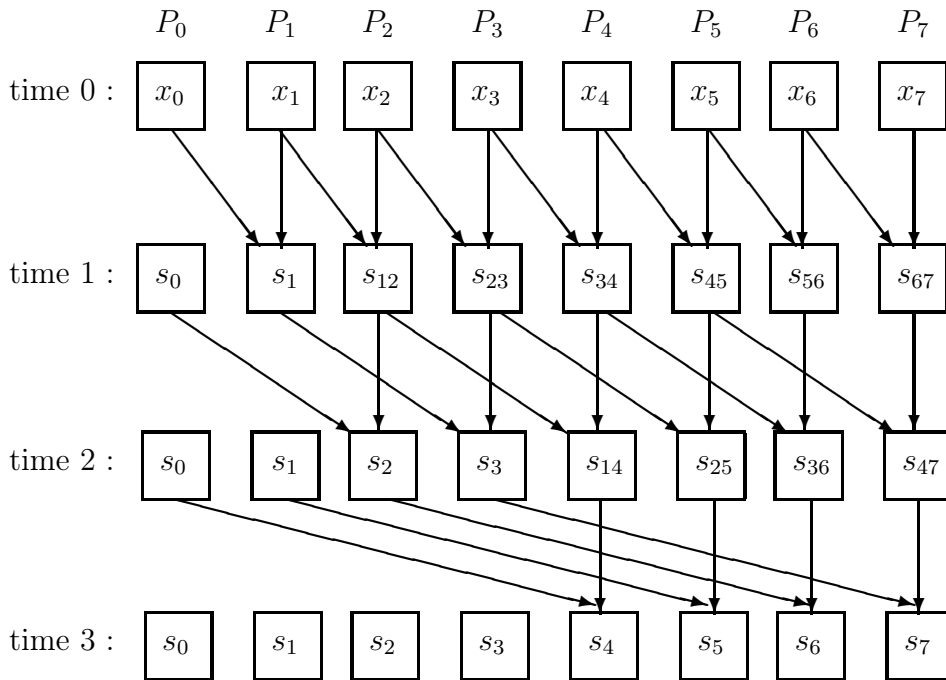 P₀ P₁ P₂ P₃ P₄ P₅ P₆ P₇
time 0 : x₀ x₁ x₂ x₃ x₄ x₅ x₆ x₇
time 1 : s₀ s₁ s₁₂ s₂₃ s₃₄ s₄₅ s₅₆ s₆₇
time 2 : s₀ s₁ s₂ s₃ s₁₄ s₂₅ s₃₆ s₄₇
time 3 : s₀ s₁ s₂ s₃ s₄ s₅ s₆ s₇